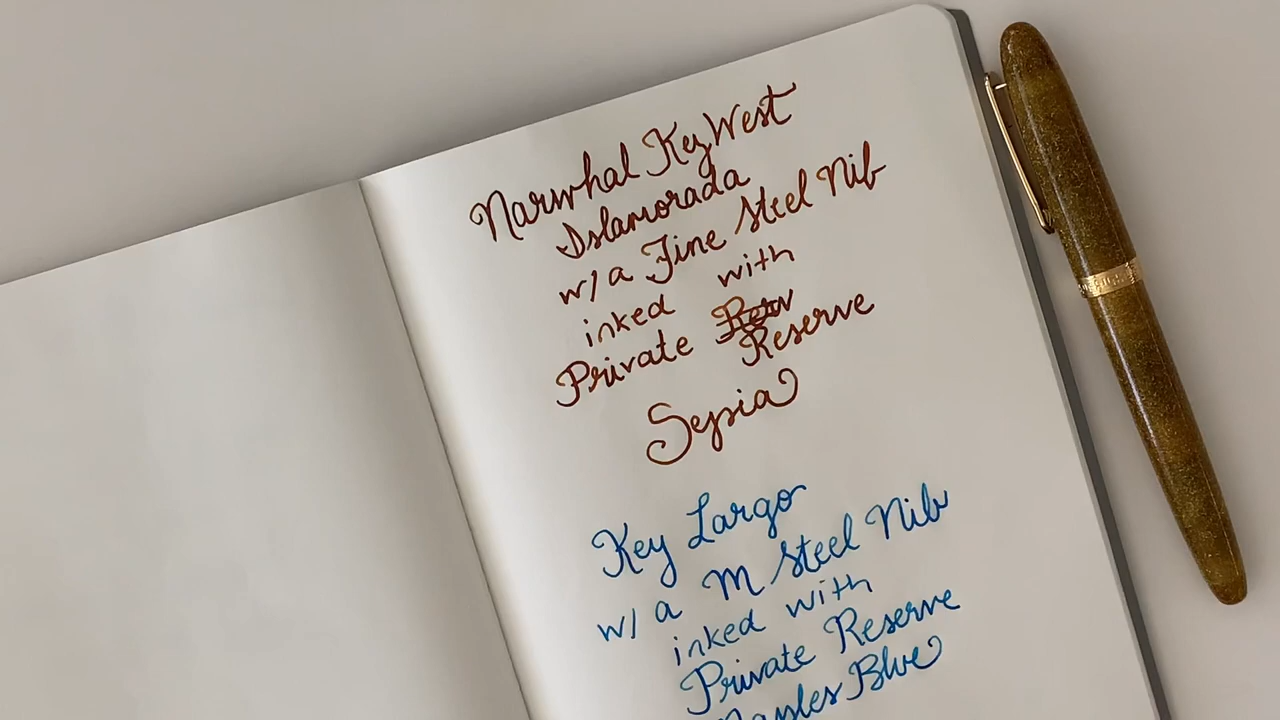 Narwhal Key West
Islamorada
w/ a Fine Steel Nib
inked with
Private Rerv
Reserve
Sepia
Key Largo
w/ a M Steel Nib
inked with
Private Reserve
Naples Blue